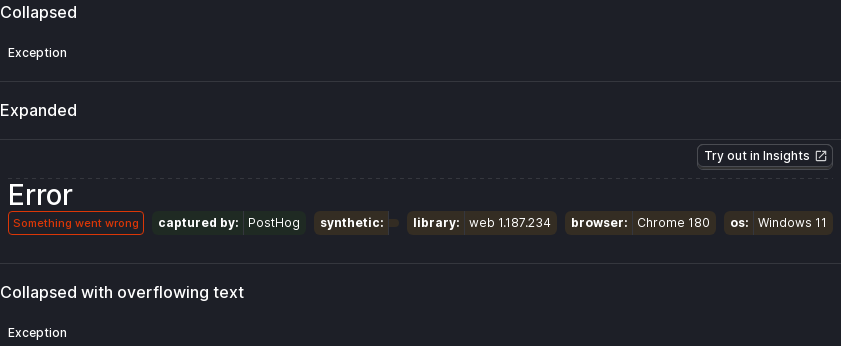 Collapsed
Exception
Expanded
Try out in Insights
Error
Something went wrong captured by: PostHog synthetic: library: web 1.187.234 browser: Chrome 180 os: Windows 11
Collapsed with overflowing text
Exception